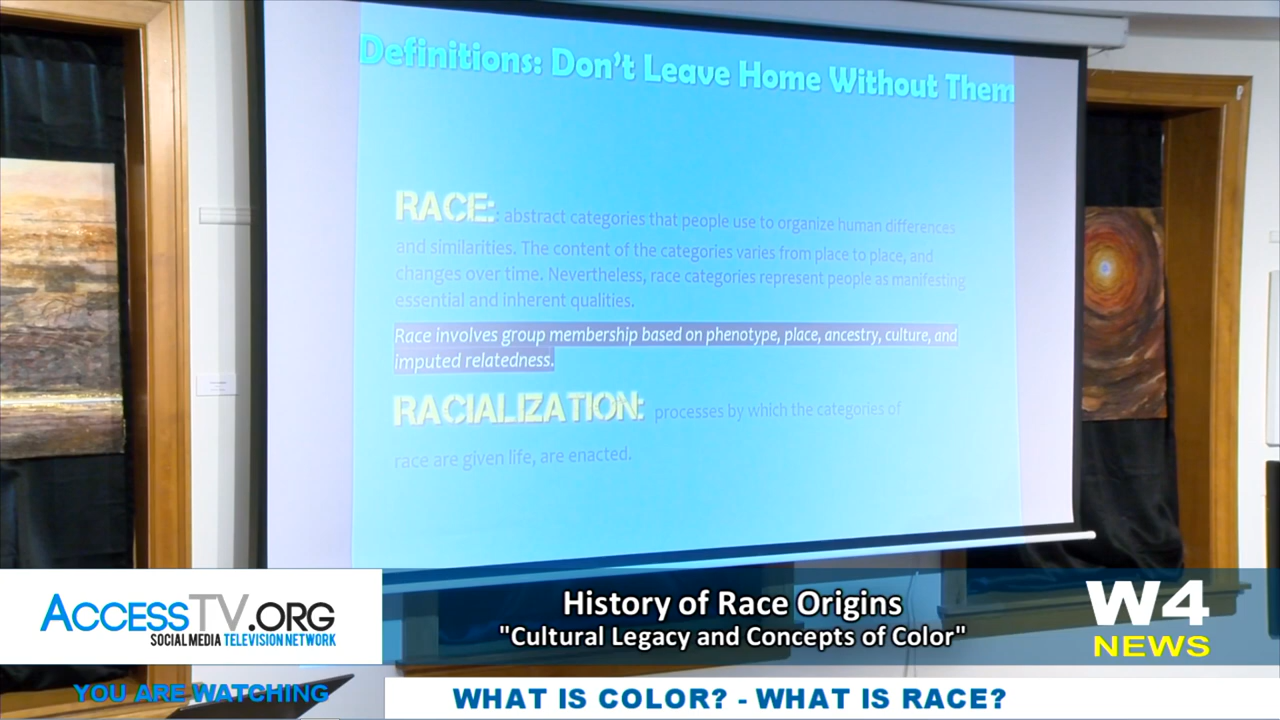 Definitions: Don't Leave Home Without Them
RACE: : abstract categories that people use to organize human differences
and similarities. The content of the categories varies from place to place, and
changes over time. Nevertheless, race categories represent people as manifesting
essential and inherent qualities.
Race involves group membership based on phenotype, place, ancestry, culture, and
imputed relatedness.
RACIALIZATION: processes by which the categories of
race are given life, are enacted.
ACCESSTV.ORG
SOCIAL MEDIA TELEVISION NETWORK
History of Race Origins
"Cultural Legacy and Concepts of Color"
W4
NEWS
YOU ARE WATCHING
WHAT IS COLOR? - WHAT IS RACE?